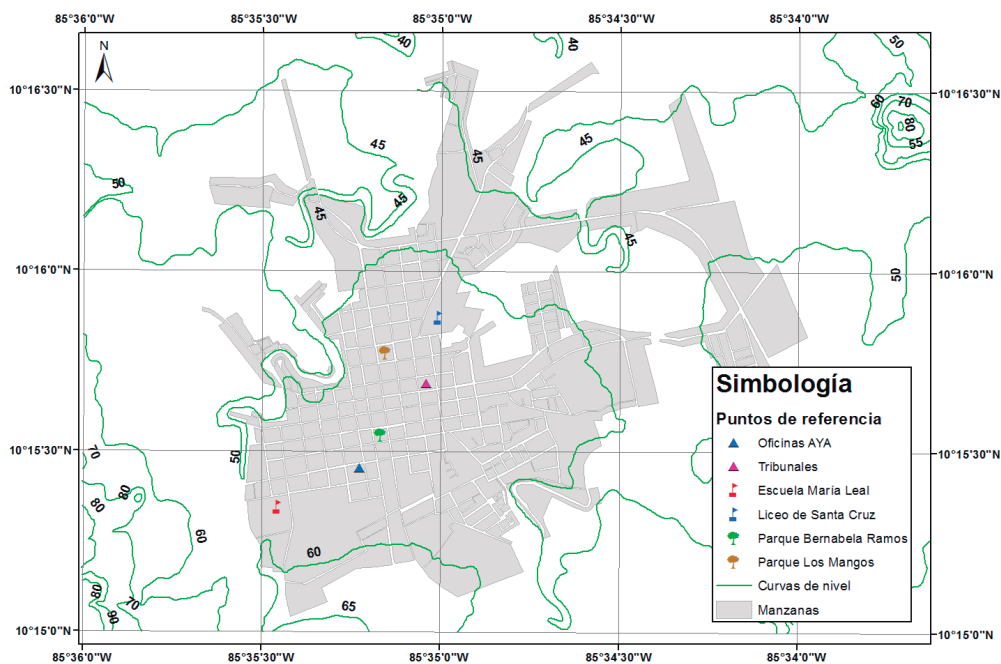 85°36'0"W 85°35'30"W 85°35'0"W 85°34'30"W 85°34'0"W
N
40
40
50
10°16'30"N
10°16'30"N
60
70
80
55
45
45
45
50
45
45
45
10°16'0"N
10°16'0"N
50
Simbología
Puntos de referencia
Oficinas AYA
Tribunales
Escuela María Leal
Liceo de Santa Cruz
Parque Bernabela Ramos
Parque Los Mangos
Curvas de nivel
Manzanas
10°15'30"N
10°15'30"N
70
50
80
80
60
60
80
70
90
65
10°15'0"N
10°15'0"N
85°36'0"W 85°35'30"W 85°35'0"W 85°34'30"W 85°34'0"W